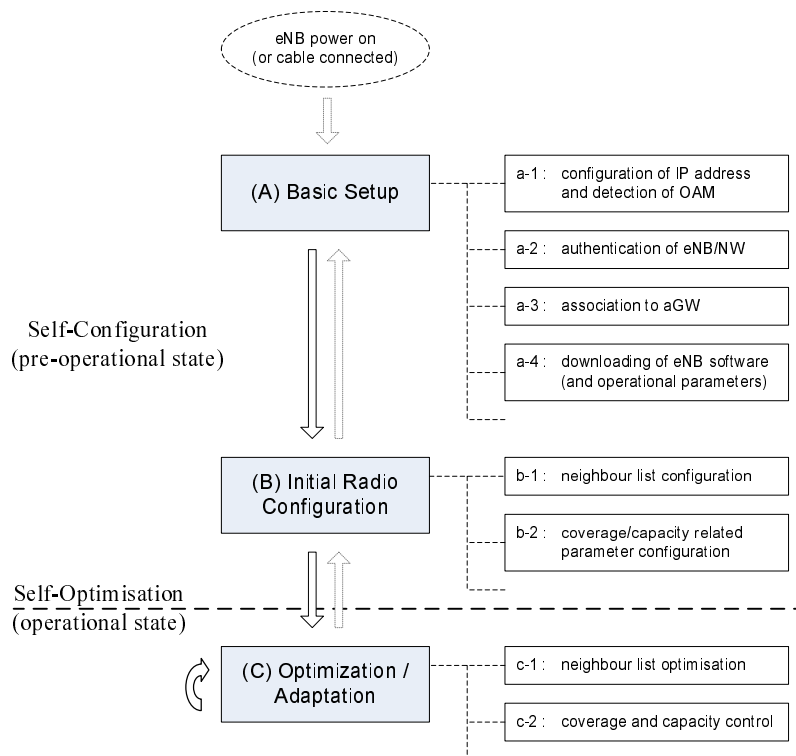 eNB power on
(or cable connected)
(A) Basic Setup
a-1 : configuration of IP address
and detection of OAM
a-2 : authentication of eNB/NW
a-3 : association to aGW
a-4 : downloading of eNB software
(and operational parameters)
Self-Configuration
(pre-operational state)
(B) Initial Radio
Configuration
b-1 : neighbour list configuration
b-2 : coverage/capacity related
parameter configuration
Self-Optimisation
(operational state)
(C) Optimization /
Adaptation
c-1 : neighbour list optimisation
c-2 : coverage and capacity control